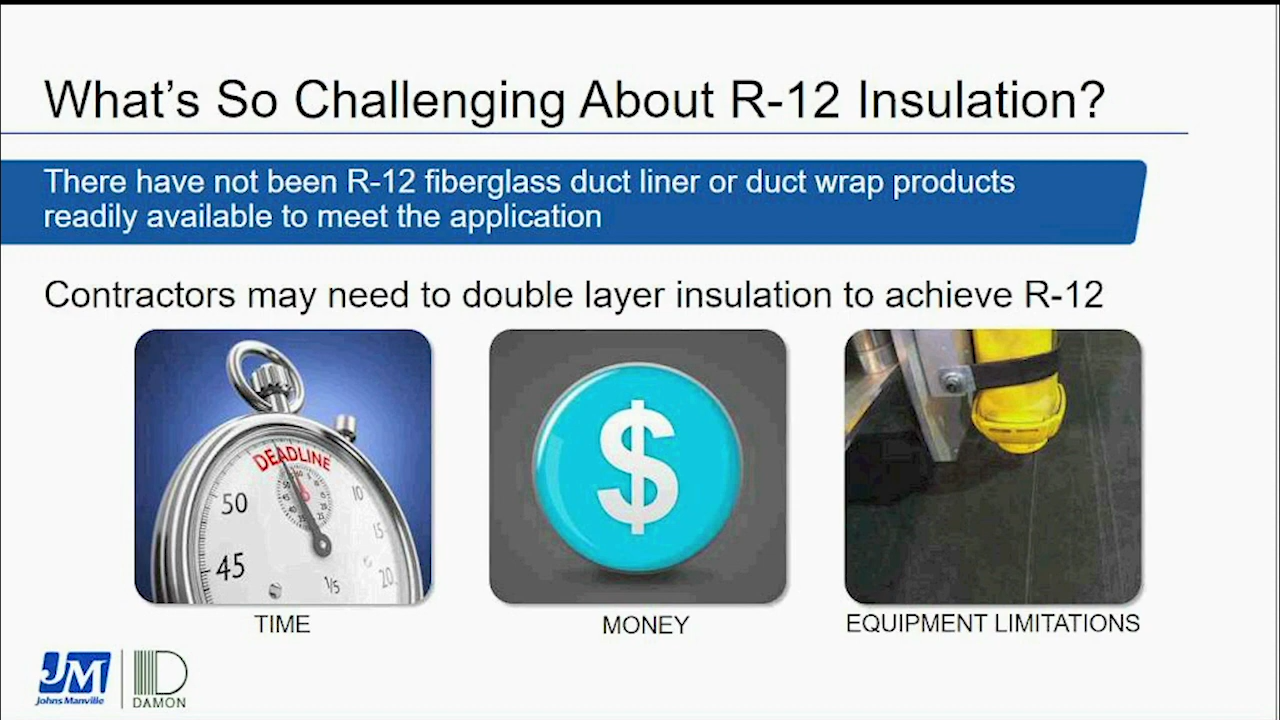 What's So Challenging About R-12 Insulation?
There have not been R-12 fiberglass duct liner or duct wrap products
readily available to meet the application
Contractors may need to double layer insulation to achieve R-12
DEADLINE
50
10
15
45
20
1/5
TIME
MONEY
EQUIPMENT LIMITATIONS
$
JM
Johns Manville
D
DAMON